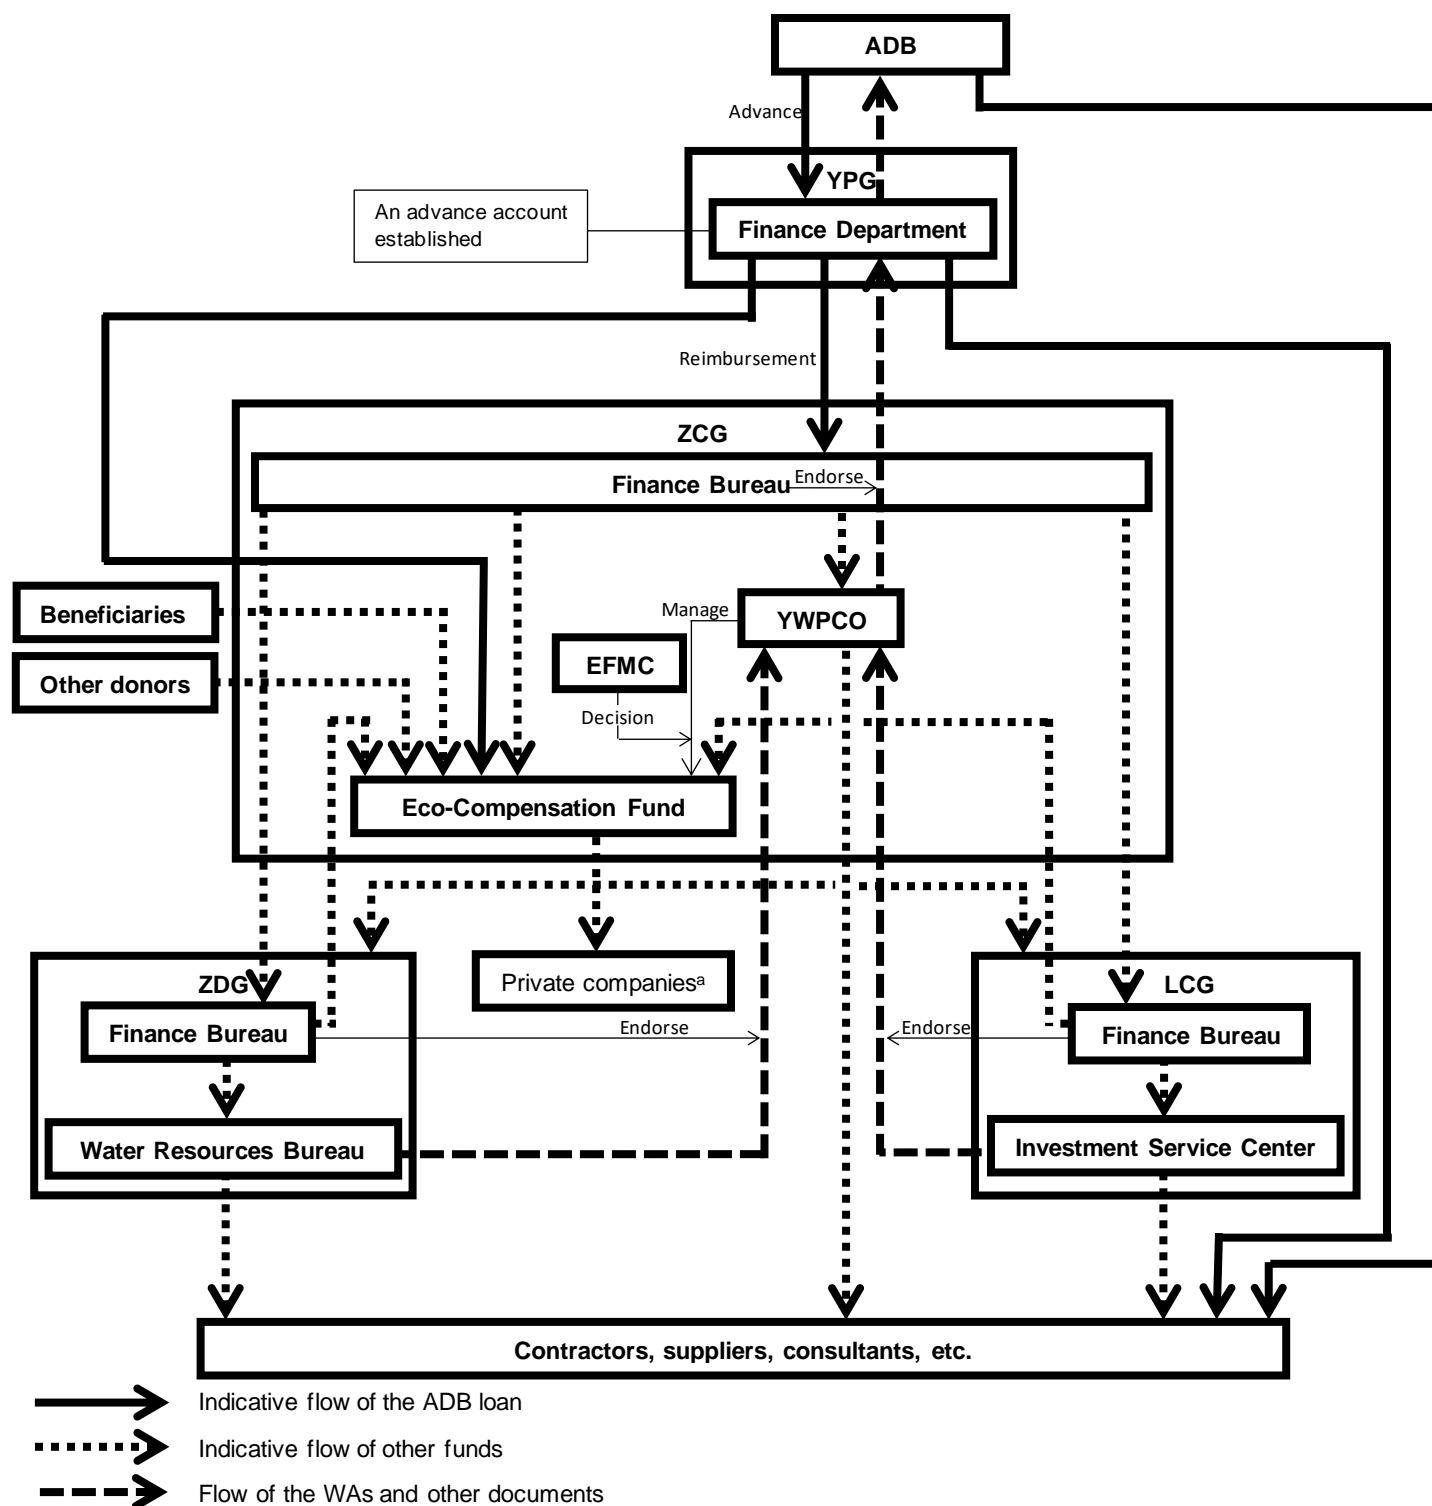 ADB
Advance
YPG
An advance account
established
Finance Department
Reimbursement
ZCG
Finance Bureau
Endorse
Beneficiaries
Manage
YWPCO
EFMC
Other donors
Decision
Eco-Compensation Fund
ZDG
Private companiesᵃ
LCG
Finance Bureau
Endorse
Endorse
Finance Bureau
Water Resources Bureau
Investment Service Center
Contractors, suppliers, consultants, etc.
Indicative flow of the ADB loan
Indicative flow of other funds
Flow of the WAs and other documents